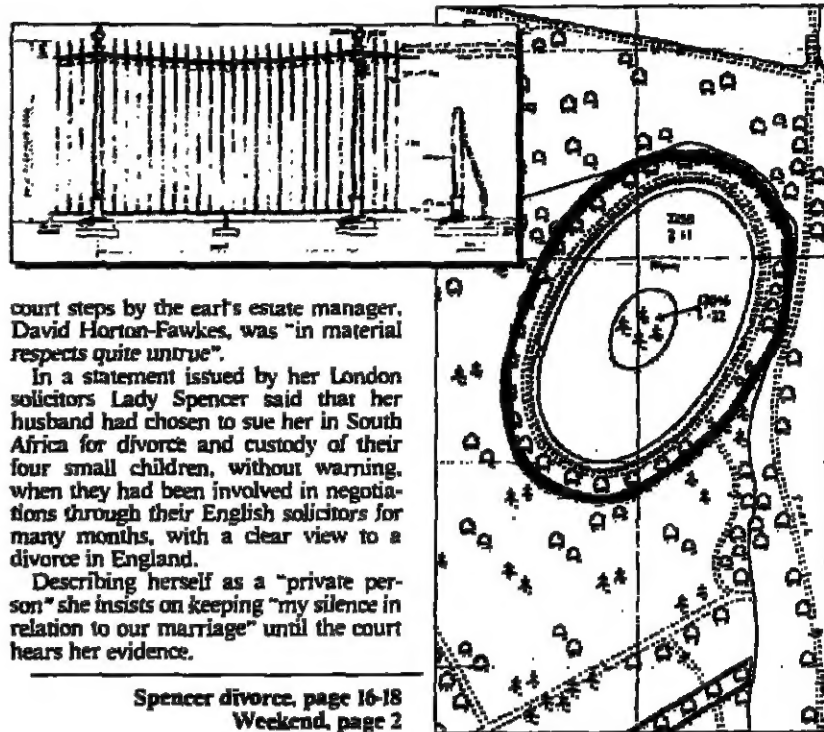 court steps by the earl's estate manager,
David Horton-Fawkes, was "in material
respects quite untrue".
In a statement issued by her London
solicitors Lady Spencer said that her
husband had chosen to sue her in South
Africa for divorce and custody of their
four small children, without warning,
when they had been involved in negotia-
tions through their English solicitors for
many months, with a clear view to a
divorce in England.
Describing herself as a "private per-
son" she insists on keeping "my silence in
relation to our marriage" until the court
hears her evidence.
Spencer divorce, page 16-18
Weekend, page 2